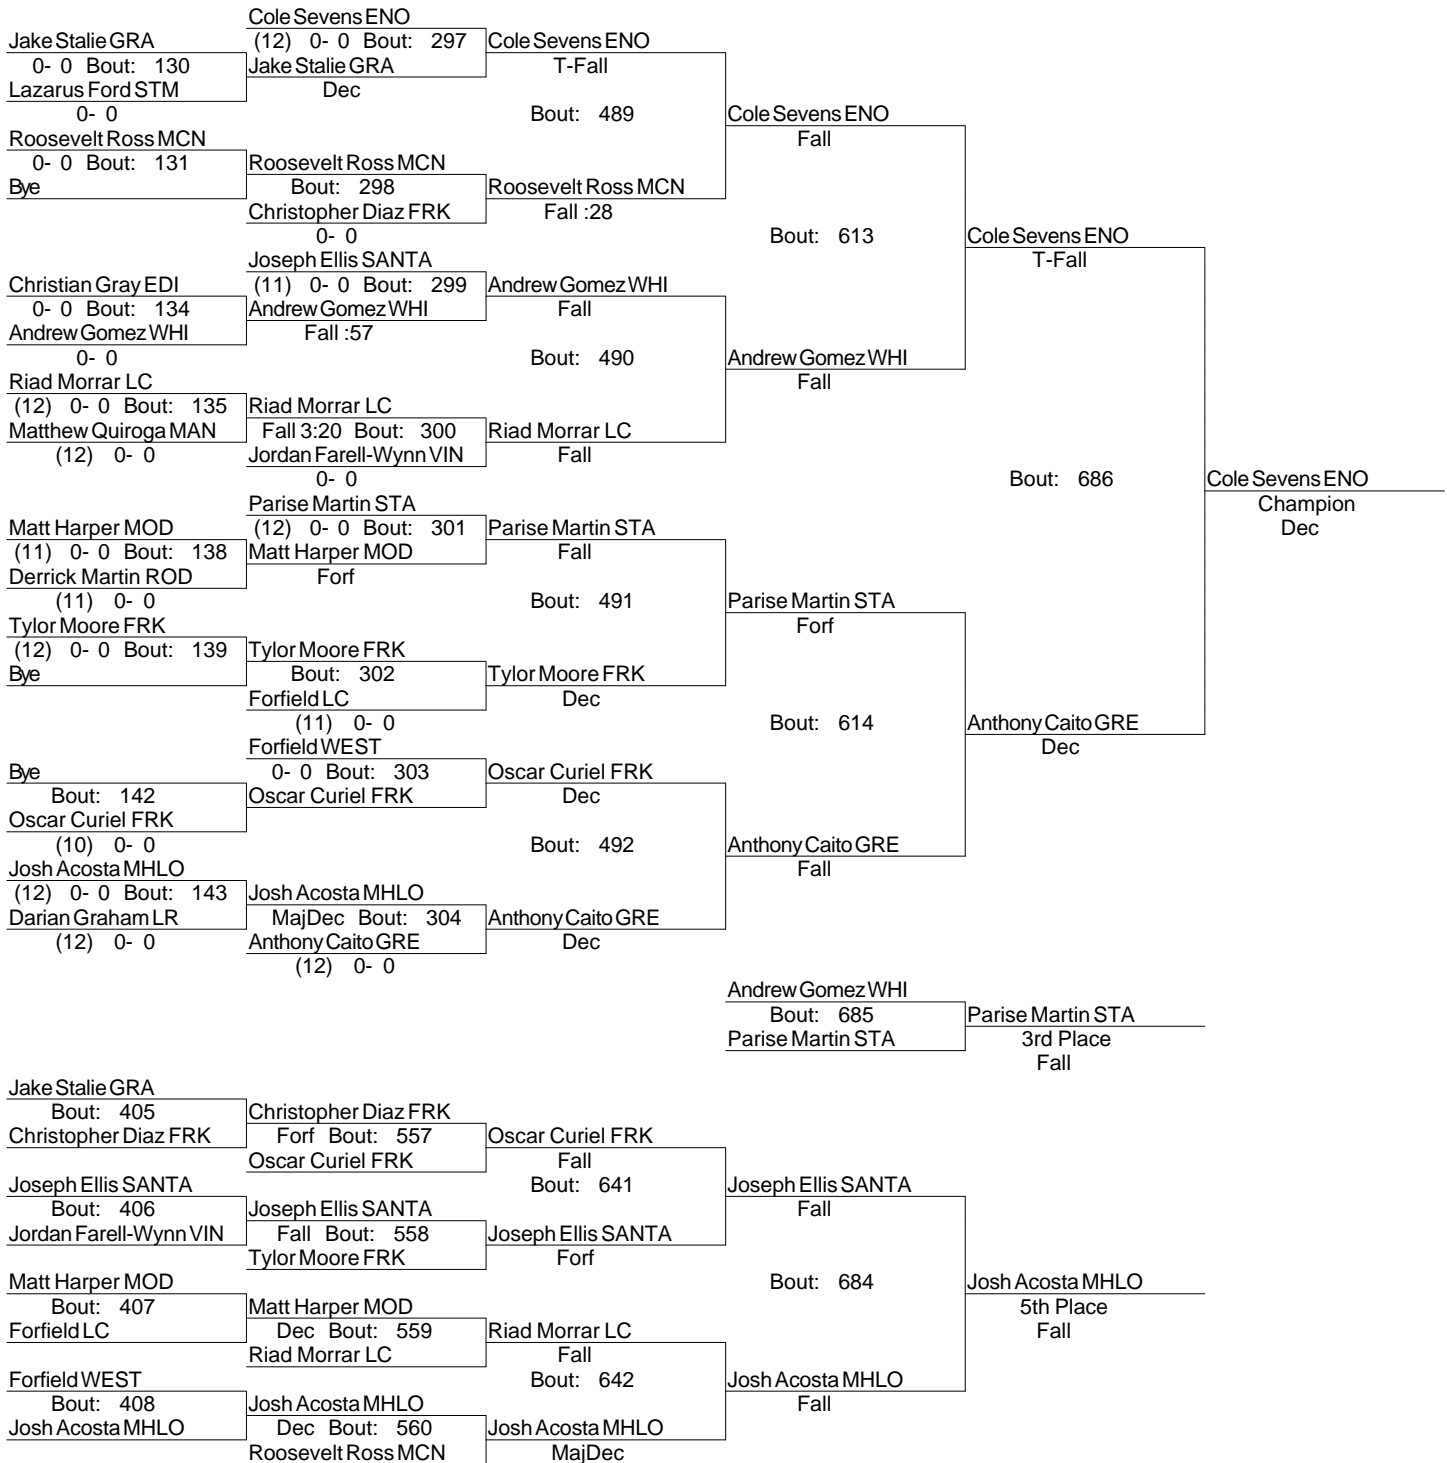 Cole Sevens ENO
Jake Stalie GRA (12) 0- 0 Bout: 297 Cole Sevens ENO
0- 0 Bout: 130 Jake Stalie GRA T-Fall
Lazarus Ford STM Dec
0- 0 Bout: 489 Cole Sevens ENO
Roosevelt Ross MCN Fall
0- 0 Bout: 131 Roosevelt Ross MCN
Bye Bout: 298 Roosevelt Ross MCN
Christopher Diaz FRK Fall :28
0- 0 Bout: 613 Cole Sevens ENO
Joseph Ellis SANTA T-Fall
Christian Gray EDI (11) 0- 0 Bout: 299 Andrew Gomez WHI
0- 0 Bout: 134 Andrew Gomez WHI Fall
Andrew Gomez WHI Fall :57
0- 0 Bout: 490 Andrew Gomez WHI
Riad Morrar LC Fall
(12) 0- 0 Bout: 135 Riad Morrar LC
Matthew Quiroga MAN Fall 3:20 Bout: 300 Riad Morrar LC
(12) 0- 0 Jordan Farell-Wynn VIN Fall
0- 0 Bout: 686 Cole Sevens ENO
Parise Martin STA Champion
Matt Harper MOD (12) 0- 0 Bout: 301 Parise Martin STA Dec
(11) 0- 0 Bout: 138 Matt Harper MOD Fall
Derrick Martin ROD Forf
(11) 0- 0 Bout: 491 Parise Martin STA
Tylor Moore FRK Forf
(12) 0- 0 Bout: 139 Tylor Moore FRK
Bye Bout: 302 Tylor Moore FRK
Forfield LC Dec
(11) 0- 0 Bout: 614 Anthony Caito GRE
Forfield WEST Dec
Bye 0- 0 Bout: 303 Oscar Curiel FRK
Bout: 142 Oscar Curiel FRK Dec
Oscar Curiel FRK
(10) 0- 0 Bout: 492 Anthony Caito GRE
Josh Acosta MHLO Fall
(12) 0- 0 Bout: 143 Josh Acosta MHLO
Darian Graham LR MajDec Bout: 304 Anthony Caito GRE
(12) 0- 0 Anthony Caito GRE Dec
(12) 0- 0
Andrew Gomez WHI
Bout: 685 Parise Martin STA
Parise Martin STA 3rd Place
Fall
Jake Stalie GRA
Bout: 405 Christopher Diaz FRK
Christopher Diaz FRK Forf Bout: 557 Oscar Curiel FRK
Oscar Curiel FRK Fall
Joseph Ellis SANTA Bout: 641 Joseph Ellis SANTA
Bout: 406 Joseph Ellis SANTA Fall
Jordan Farell-Wynn VIN Fall Bout: 558 Joseph Ellis SANTA
Tylor Moore FRK Forf
Matt Harper MOD Bout: 684 Josh Acosta MHLO
Bout: 407 Matt Harper MOD 5th Place
Forfield LC Dec Bout: 559 Riad Morrar LC Fall
Riad Morrar LC Fall
Forfield WEST Bout: 642 Josh Acosta MHLO
Bout: 408 Josh Acosta MHLO Fall
Josh Acosta MHLO Dec Bout: 560 Josh Acosta MHLO
Roosevelt Ross MCN MajDec